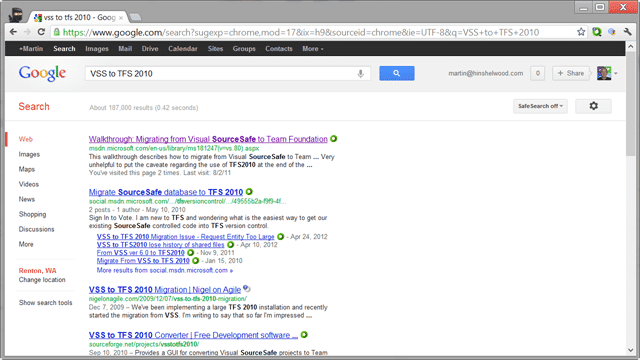 vss to tfs 2010 - Google
https://www.google.com/search?sugexp=chrome,mod=17&ix=h9&sourceid=chrome&ie=UTF-8&q=VSS+to+TFS+2010
+Martin Search Images Mail Drive Calendar Sites Groups Contacts More
Google VSS to TFS 2010 martin@hinshelwood.com 0 + Share
Search About 187,000 results (0.42 seconds) SafeSearch off
Web
Images
Maps
Videos
News
Shopping
Discussions
More
Renton, WA
Change location
Show search tools
Walkthrough: Migrating from Visual SourceSafe to Team Foundation
msdn.microsoft.com/en-us/library/ms181247(v=vs.80).aspx
This walkthrough describes how to migrate from Visual SourceSafe to Team ... Very
helpful to put the caveate regarding the use of TFS2010 at the end of the ...
You've visited this page 2 times. Last visit: 8/2/11
Migrate SourceSafe database to TFS 2010
social.msdn.microsoft.com/.../tfsversioncontrol/.../49555b2a-f9f9-4f...
2 posts - 1 author - May 10, 2010
Sign In to Vote. I am new to TFS and wondering what is the easiest way to get our
existing SourceSafe controlled code into TFS version control.
VSS to TFS 2010 Migration Issue - Request Entity Too Large - Apr 24, 2012
VSS to TFS2010 lose history of shared files - Apr 10, 2012
From VSS ver 6.0 to TFS2010 - Nov 9, 2011
Migrate From VSS to TFS 2010 - Jan 15, 2010
More results from social.msdn.microsoft.com »
VSS to TFS 2010 Migration | Nigel on Agile
nigelonagile.com/2009/12/07/vss-to-tfs-2010-migration/
Dec 7, 2009 – We've been implementing a large TFS 2010 installation and recently
started the migration from VSS. I'm writing to say that so far I'm impressed ...
VSS to TFS 2010 Converter | Free Development software ...
sourceforge.net/projects/vsstotfs2010/
Sep 10, 2010 – Provides a GUI for converting Visual SourceSafe projects to Team